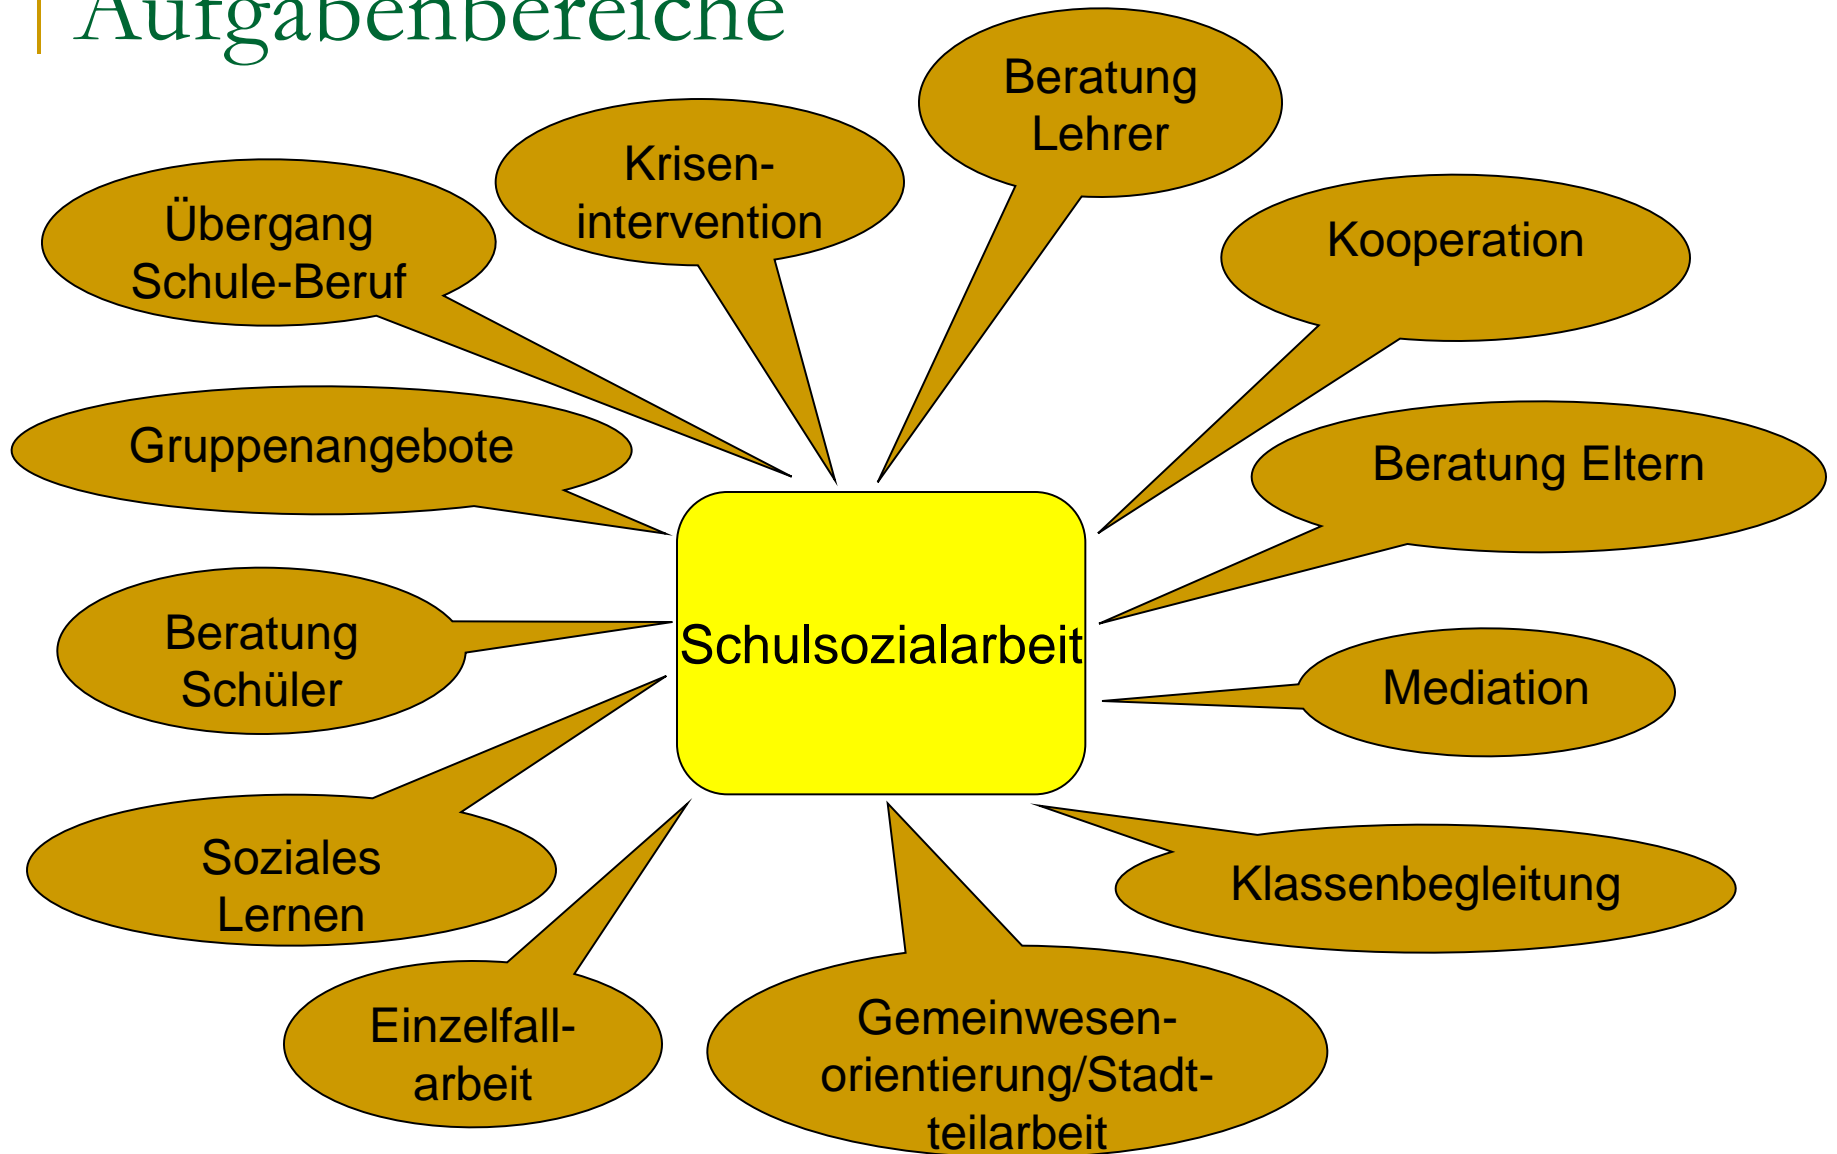 Aufgabenbereiche
Beratung
Lehrer
Krisen-
intervention
Übergang
Schule-Beruf
Kooperation
Gruppenangebote
Beratung Eltern
Beratung
Schüler
Schulsozialarbeit
Mediation
Soziales
Lernen
Klassenbegleitung
Einzelfall-
arbeit
Gemeinwesen-
orientierung/Stadt-
teilarbeit